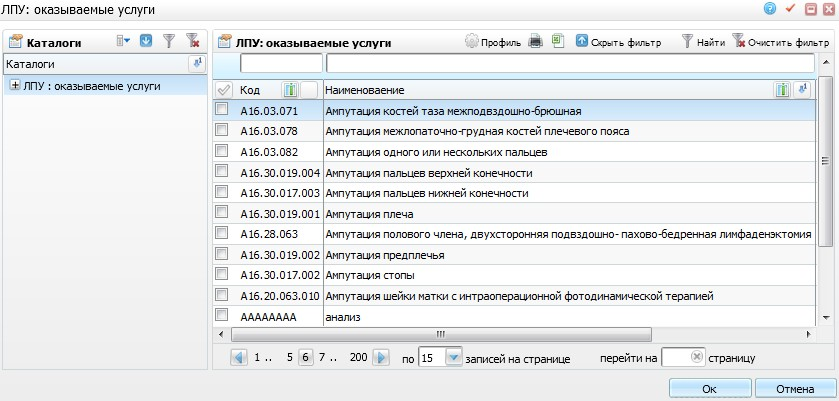 ЛПУ: оказываемые услуги
Каталоги
ЛПУ: оказываемые услуги Профиль Скрыть фильтр Найти Очистить фильтр
Каталоги
ЛПУ : оказываемые услуги
Код Наименоваение
A16.03.071 Ампутация костей таза межподвздошно-брюшная
A16.03.078 Ампутация межлопаточно-грудная костей плечевого пояса
A16.03.082 Ампутация одного или нескольких пальцев
A16.30.019.004 Ампутация пальцев верхней конечности
A16.30.017.003 Ампутация пальцев нижней конечности
A16.30.019.001 Ампутация плеча
A16.28.063 Ампутация полового члена, двухсторонняя подвздошно- пахово-бедренная лимфаденэктомия
A16.30.019.002 Ампутация предплечья
A16.30.017.002 Ампутация стопы
A16.20.063.010 Ампутация шейки матки с интраоперационной фотодинамической терапией
AAAAAAAA анализ
1 .. 5 6 7 .. 200 по 15 записей на странице перейти на страницу
Ок Отмена